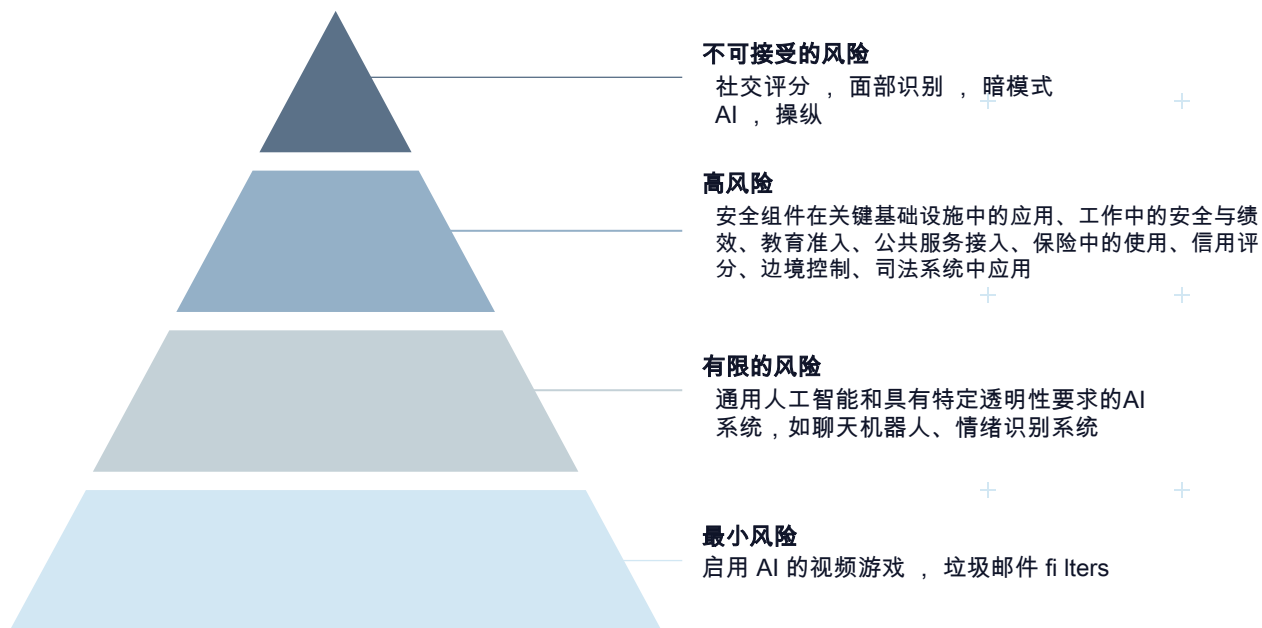 不可接受的风险
社交评分 ， 面部识别 ， 暗模式
AI ， 操纵
高风险
安全组件在关键基础设施中的应用、工作中的安全与绩
效、教育准入、公共服务接入、保险中的使用、信用评
分、边境控制、司法系统中应用
有限的风险
通用人工智能和具有特定透明性要求的AI
系统，如聊天机器人、情绪识别系统
最小风险
启用 AI 的视频游戏 ， 垃圾邮件 fi lters